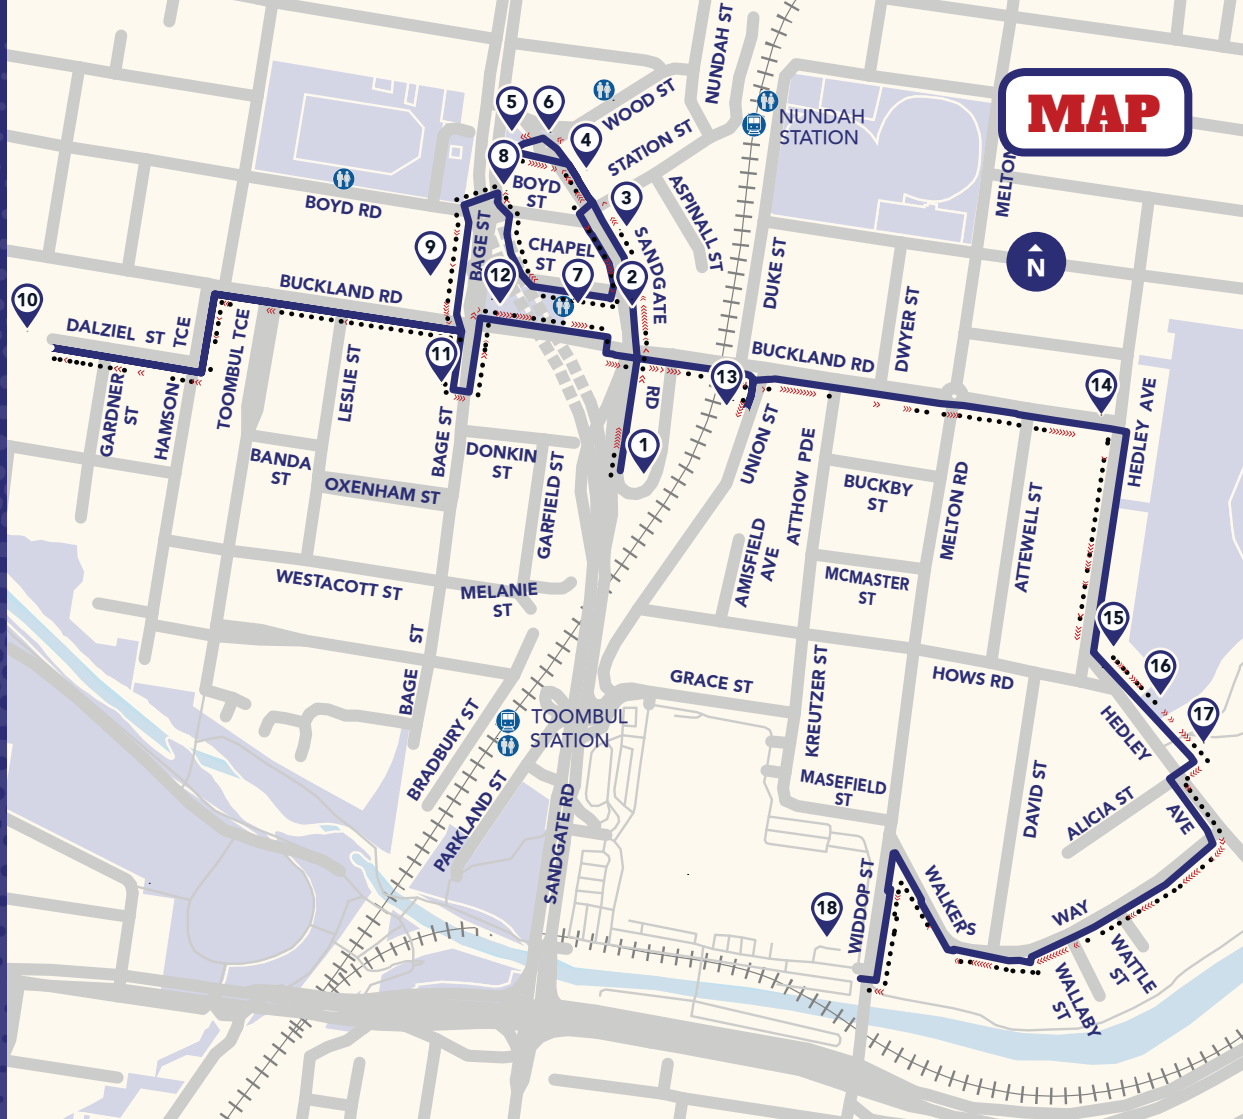 NUNDAH ST
MAP
5
6
WOOD ST
NUNDAH
STATION
4
STATION ST
8
BOYD
ST
ASPINALL ST
MELTON
BOYD RD
3
BAGE ST
SANDGATE
9
CHAPEL
ST
N
DUKE ST
10
12
7
2
BUCKLAND RD
DWYER ST
DALZIEL ST
TCE
TOOMBUL TCE
11
LESLIE ST
BUCKLAND RD
13
14
RD
GARDNER
ST
HAMSON
HEDLEY AVE
BAGE ST
UNION ST
ATTHOW PDE
1
DONKIN
ST
BANDA
ST
OXENHAM ST
GARFIELD ST
BUCKBY
ST
MELTON RD
ATTEWELL ST
AMISFIELD
AVE
WESTACOTT ST
MELANIE
ST
MCMASTER
ST
15
BAGE ST
16
GRACE ST
KREUTZER ST
HOWS RD
17
TOOMBUL
STATION
HEDLEY
AVE
BRADBURY ST
MASEFIELD
ST
DAVID ST
ALICIA ST
PARKLAND ST
SANDGATE RD
18
WIDDOP ST
WALKERS
WAY
WATTLE
ST
WALLABY
ST